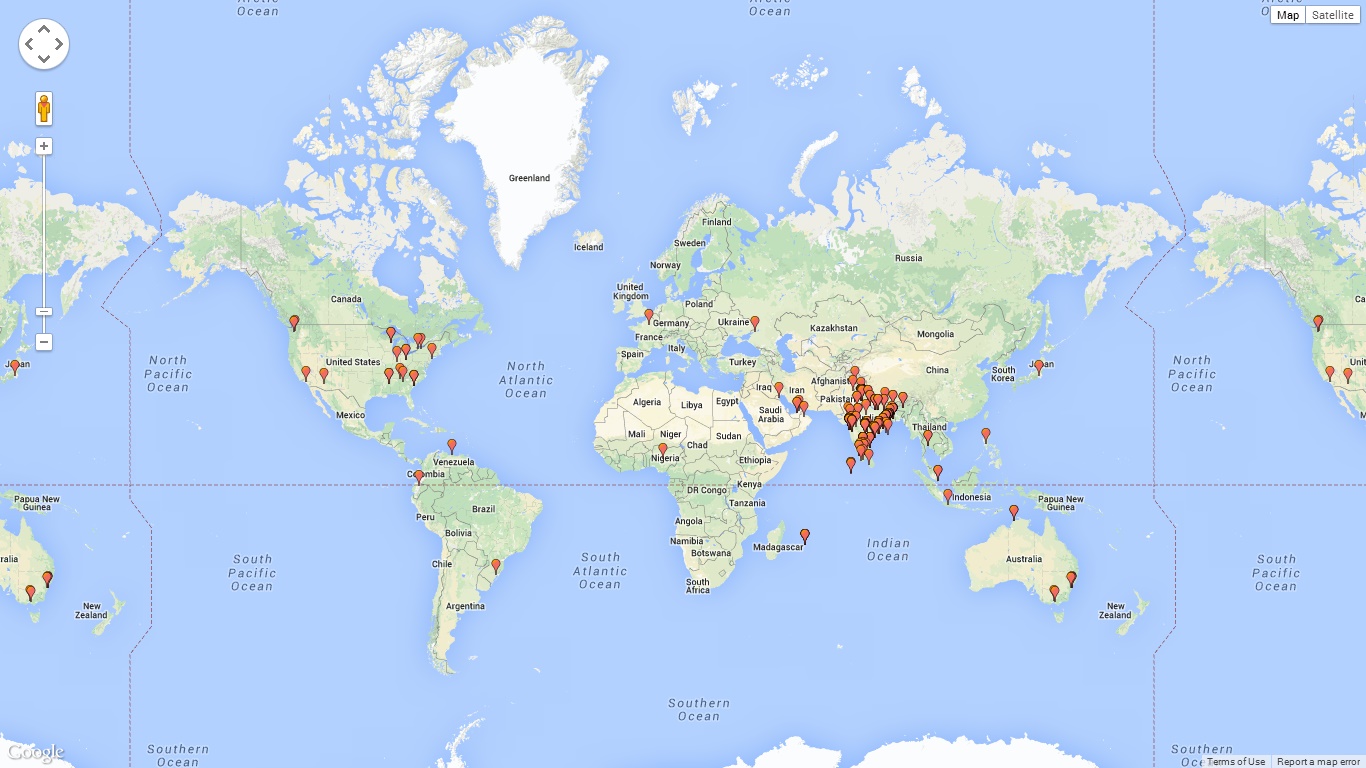 Arctic
Ocean
Arctic
Ocean
Map
Satellite
+
−
Greenland
Iceland
Finland
Sweden
Norway
Russia
United
Kingdom
Poland
Canada
Germany
Ukraine
Kazakhstan
Mongolia
France
Italy
Spain
Turkey
United States
Japan
North
Pacific
Ocean
North
Atlantic
Ocean
China
South
Korea
Japan
North
Pacific
Ocean
Iraq
Iran
Afghanist
Pakistan
Algeria
Libya
Egypt
Saudi
Arabia
Mexico
Mali
Niger
Chad
Sudan
Thailand
Nigeria
Ethiopia
Venezuela
Colombia
DR Congo
Kenya
Tanzania
Indonesia
Papua New
Guinea
Papua New
Guinea
Brazil
Peru
Bolivia
Angola
Namibia
Botswana
Madagascar
Indian
Ocean
Australia
ralia
South
Pacific
Ocean
Chile
South
Atlantic
Ocean
South
Africa
South
Pacific
Ocean
Argentina
New
Zealand
New
Zealand
Southern
Ocean
Southern
Ocean
Southern
Google
Terms of Use
Report a map error